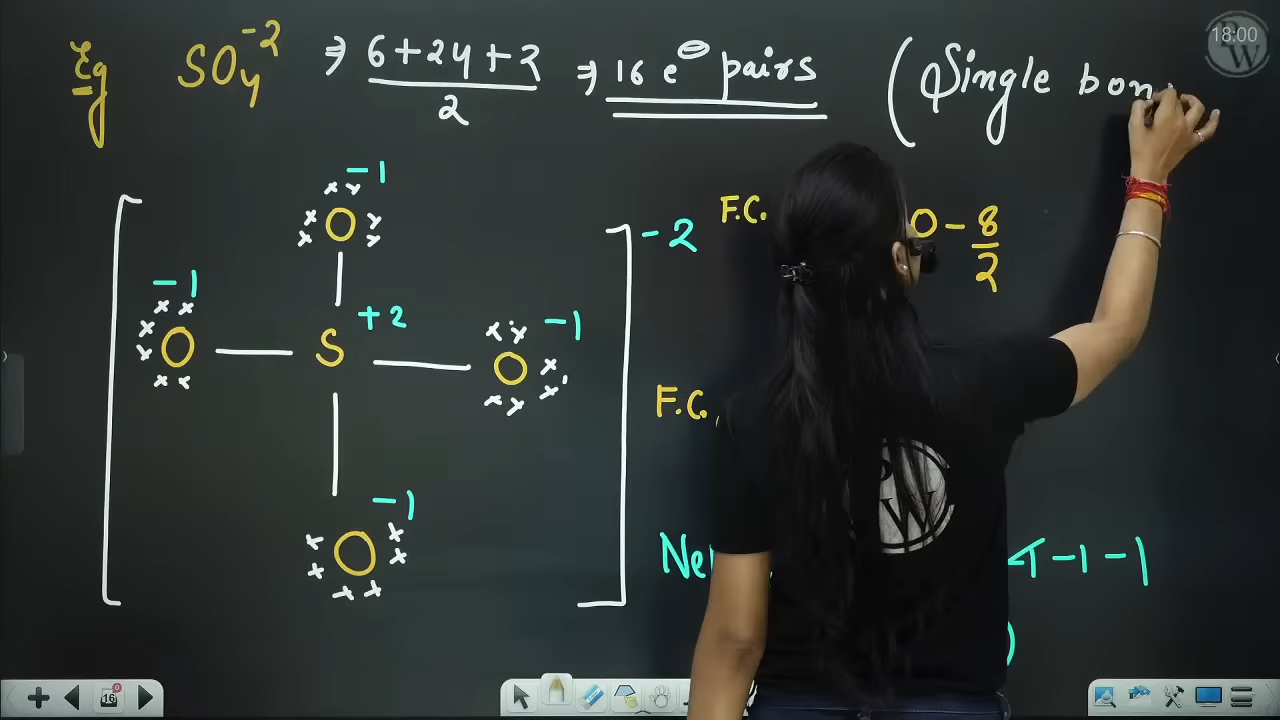 Eg SO₄⁻² ⇒ 6+24+2/2 ⇒ 16 e⊖ pairs (Single bon
18:00
-1
O
-2
F.C. O - 8/2
-1
O S +2 O -1
F.C.
-1
O
-1 -1
16